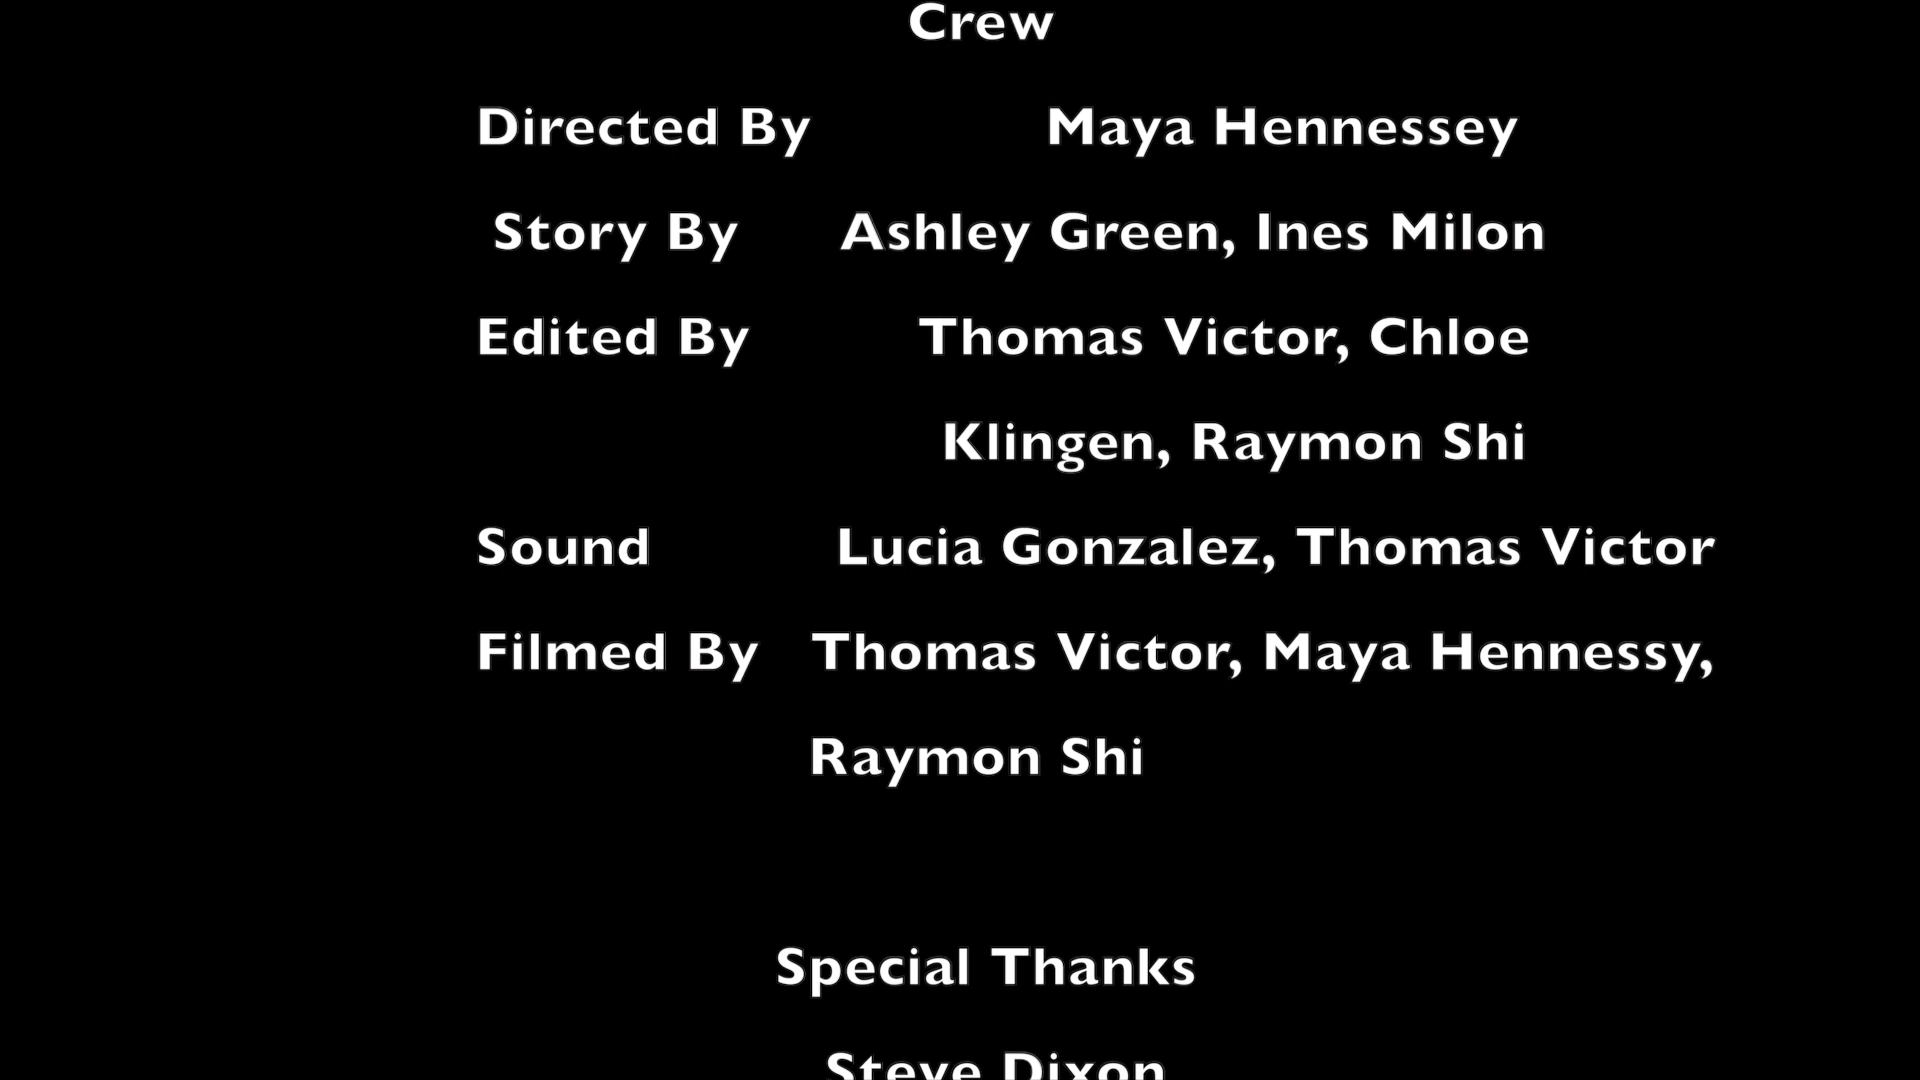 Crew
Directed By Maya Hennessey
Story By Ashley Green, Ines Milon
Edited By Thomas Victor, Chloe
Klingen, Raymon Shi
Sound Lucia Gonzalez, Thomas Victor
Filmed By Thomas Victor, Maya Hennessy,
Raymon Shi
Special Thanks
Steve Dixon